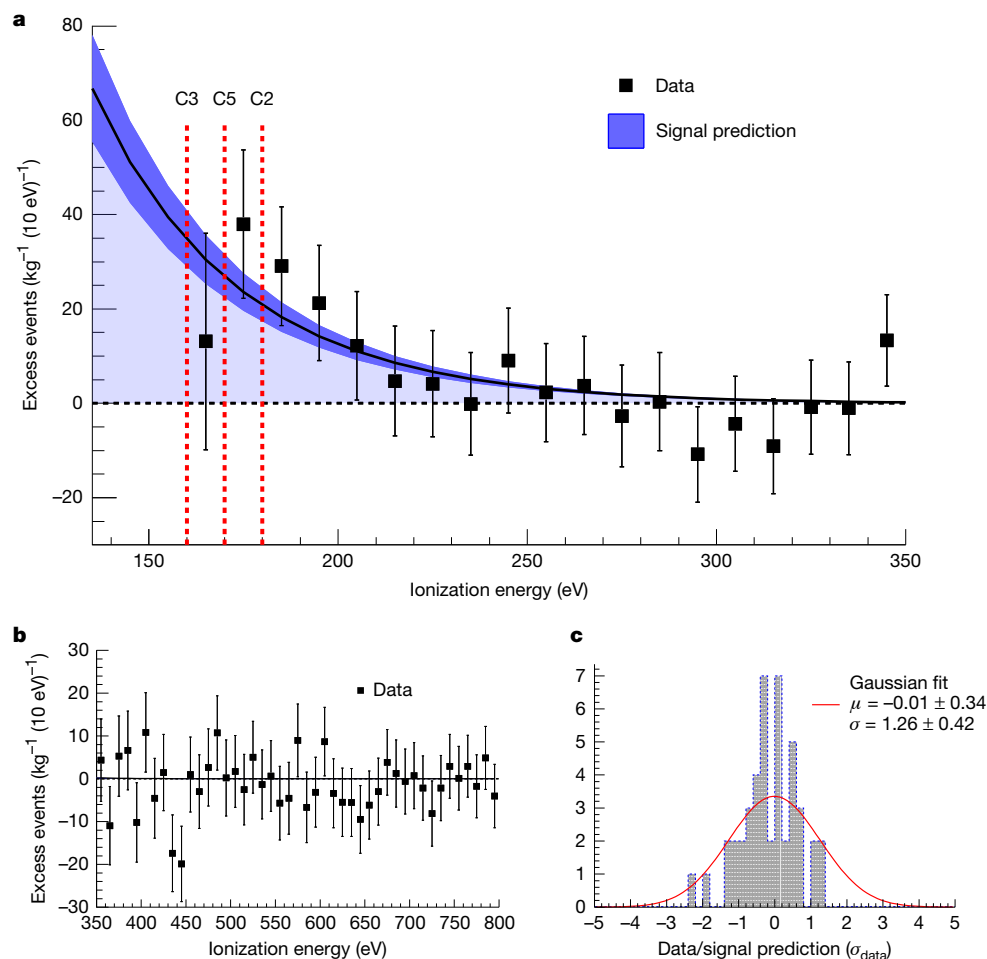 a
80
60
40
20
0
–20
Excess events (kg⁻¹ (10 eV)⁻¹)
C3 C5 C2
Data
Signal prediction
150 200 250 300 350
Ionization energy (eV)
b
30
20
10
0
–10
–20
–30
Excess events (kg⁻¹ (10 eV)⁻¹)
Data
350 400 450 500 550 600 650 700 750 800
Ionization energy (eV)
c
7
6
5
4
3
2
1
0
Gaussian fit
μ = –0.01 ± 0.34
σ = 1.26 ± 0.42
–5 –4 –3 –2 –1 0 1 2 3 4 5
Data/signal prediction (σdata)